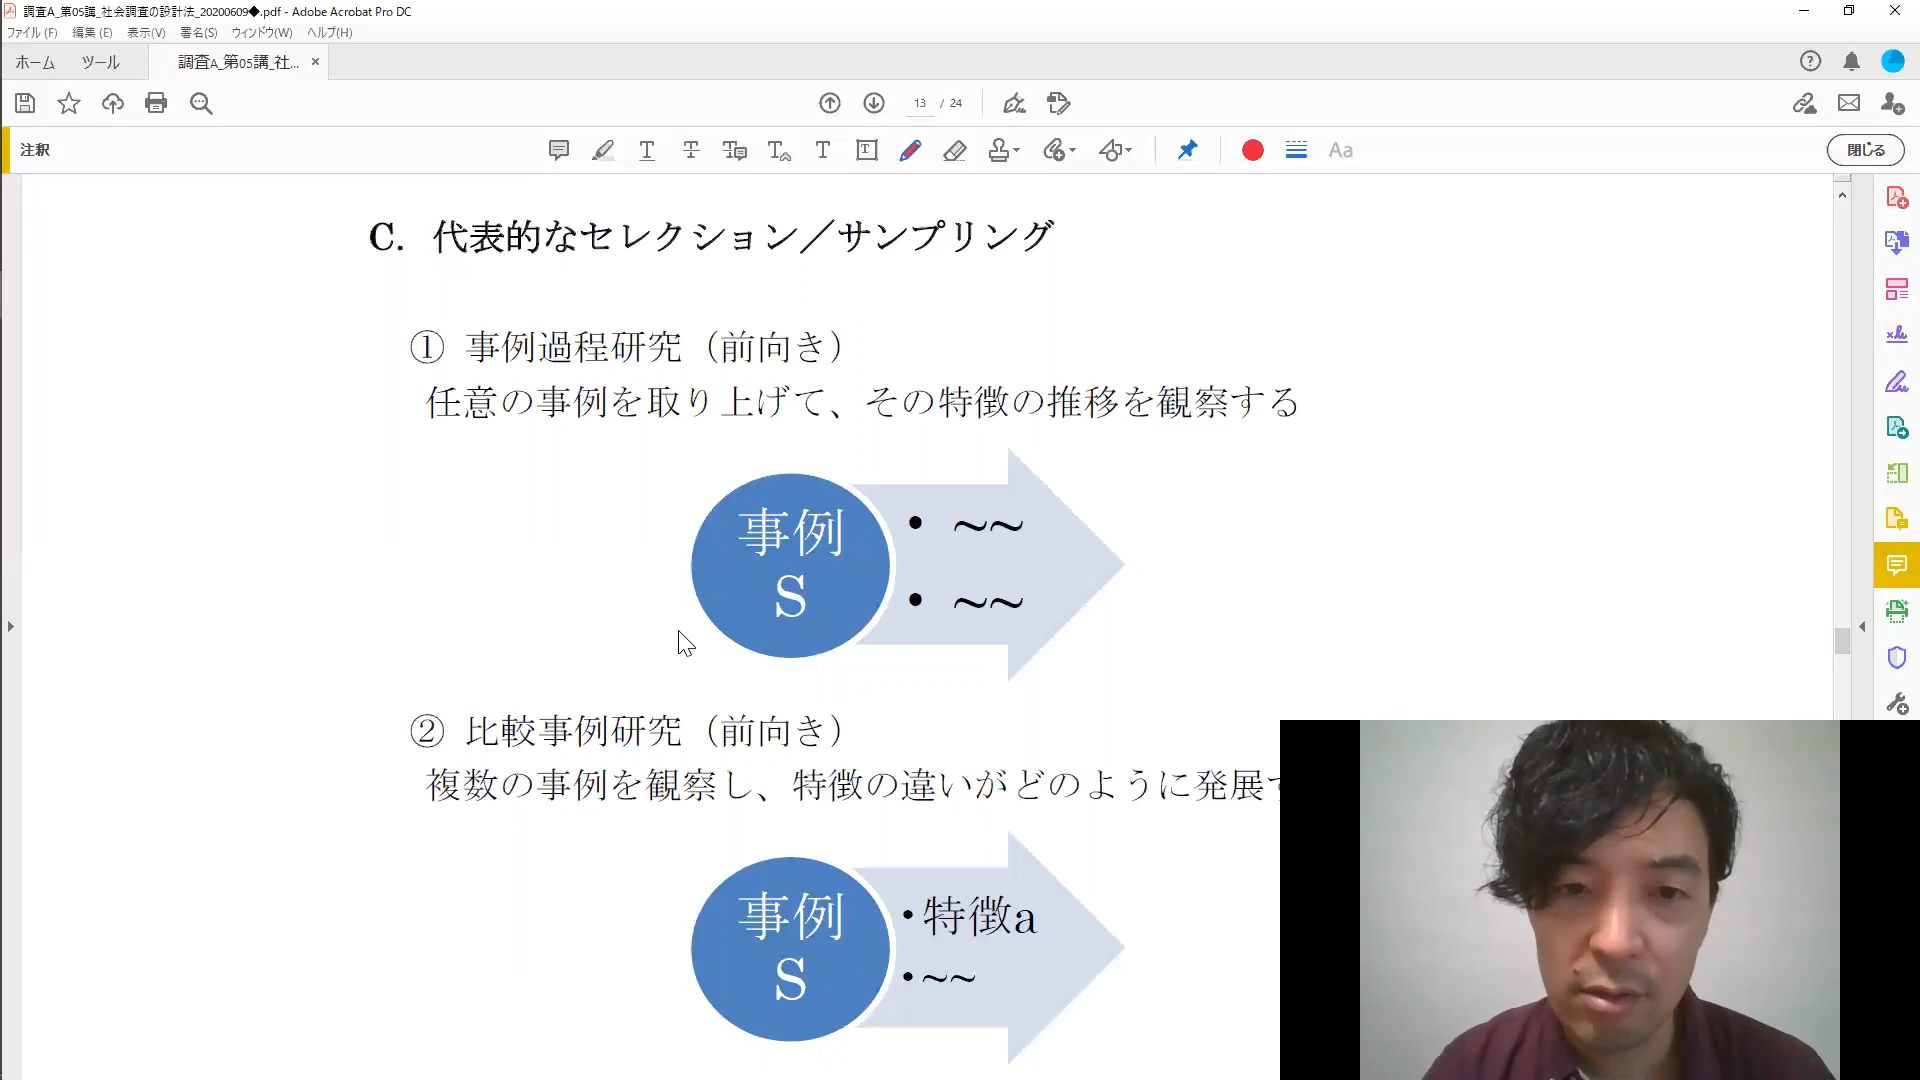 調査A_第05講_社会調査の設計法_20200609◆.pdf - Adobe Acrobat Pro DC
ファイル(F) 編集(E) 表示(V) 署名(S) ウィンドウ(W) ヘルプ(H)
ホーム ツール 調査A_第05講_社... ×
13 / 24
注釈 Aa 閉じる
C. 代表的なセレクション／サンプリング
① 事例過程研究（前向き）
任意の事例を取り上げて、その特徴の推移を観察する
事例
S
• ~~
• ~~
② 比較事例研究（前向き）
複数の事例を観察し、特徴の違いがどのように発展
事例
S
•特徴a
•~~